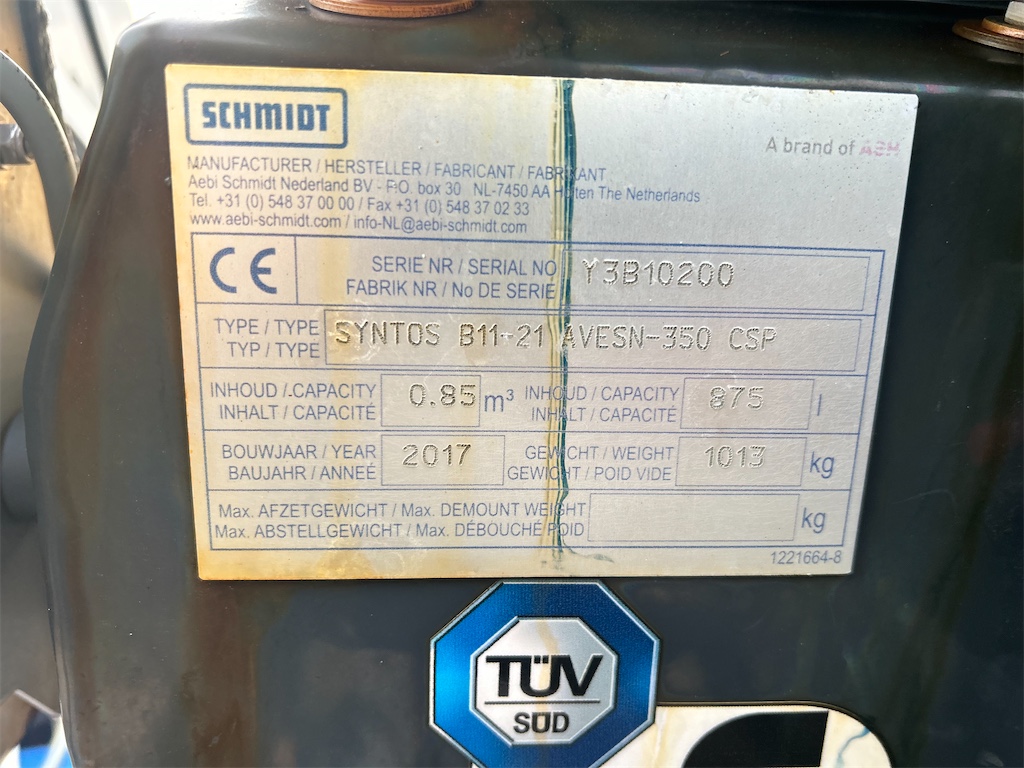 SCHMIDT
A brand of ASH
MANUFACTURER / HERSTELLER / FABRICANT / FABRIKANT
Aebi Schmidt Nederland BV - P.O. box 30 NL-7450 AA Holten The Netherlands
Tel. +31 (0) 548 37 00 00 / Fax +31 (0) 548 37 02 33
www.aebi-schmidt.com / info-NL@aebi-schmidt.com
CE
SERIE NR / SERIAL NO Y3B10200
FABRIK NR / No DE SERIE
TYPE / TYPE SYNTOS B11-21 AVESN-350 CSP
TYP / TYPE
INHOUD / CAPACITY 0.85 m³ INHOUD / CAPACITY 875 l
INHALT / CAPACITÉ INHALT / CAPACITÉ
BOUWJAAR / YEAR 2017 GEWICHT / WEIGHT 1013 kg
BAUJAHR / ANNEÉ GEWICHT / POID VIDE
Max. AFZETGEWICHT / Max. DEMOUNT WEIGHT kg
Max. ABSTELLGEWICHT / Max. DÉBOUCHÉ POID
1221664-8
TÜV
SÜD